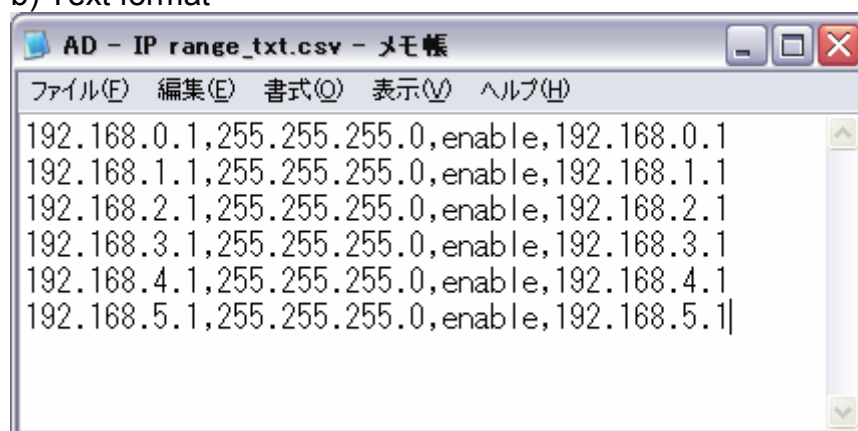 b) Text format
AD - IP range_txt.csv - メモ帳
ファイル(F) 編集(E) 書式(O) 表示(V) ヘルプ(H)
192.168.0.1,255.255.255.0,enable,192.168.0.1
192.168.1.1,255.255.255.0,enable,192.168.1.1
192.168.2.1,255.255.255.0,enable,192.168.2.1
192.168.3.1,255.255.255.0,enable,192.168.3.1
192.168.4.1,255.255.255.0,enable,192.168.4.1
192.168.5.1,255.255.255.0,enable,192.168.5.1